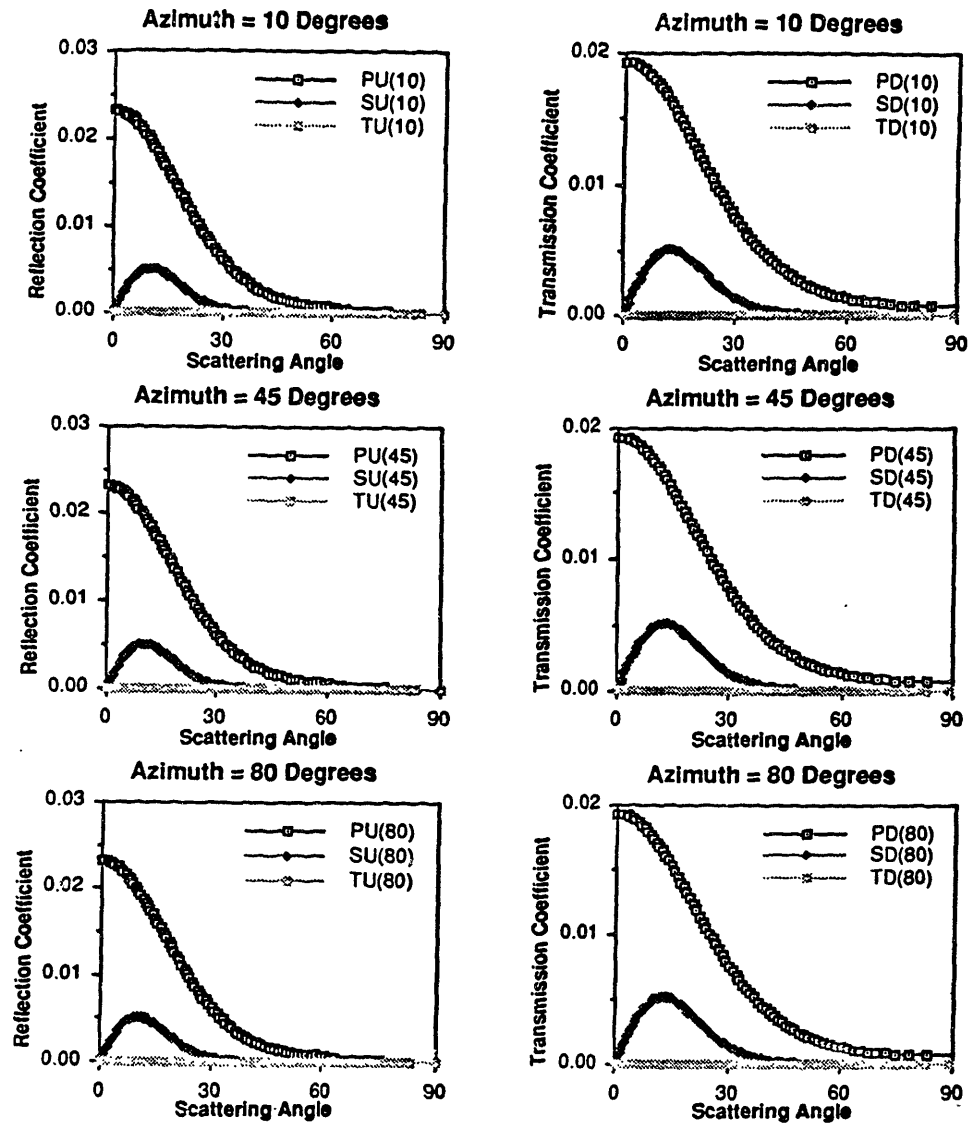 Azimuth = 10 Degrees
0.03
0.02
0.01
0.00
Reflection Coefficient
PU(10)
SU(10)
TU(10)
0 30 60 90
Scattering Angle
Azimuth = 10 Degrees
0.02
0.01
0.00
Transmission Coefficient
PD(10)
SD(10)
TD(10)
0 30 60 90
Scattering Angle
Azimuth = 45 Degrees
0.03
0.02
0.01
0.00
Reflection Coefficient
PU(45)
SU(45)
TU(45)
0 30 60 90
Scattering Angle
Azimuth = 45 Degrees
0.02
0.01
0.00
Transmission Coefficient
PD(45)
SD(45)
TD(45)
0 30 60 90
Scattering Angle
Azimuth = 80 Degrees
0.03
0.02
0.01
0.00
Reflection Coefficient
PU(80)
SU(80)
TU(80)
0 30 60 90
Scattering Angle
Azimuth = 80 Degrees
0.02
0.01
0.00
Transmission Coefficient
PD(80)
SD(80)
TD(80)
0 30 60 90
Scattering Angle